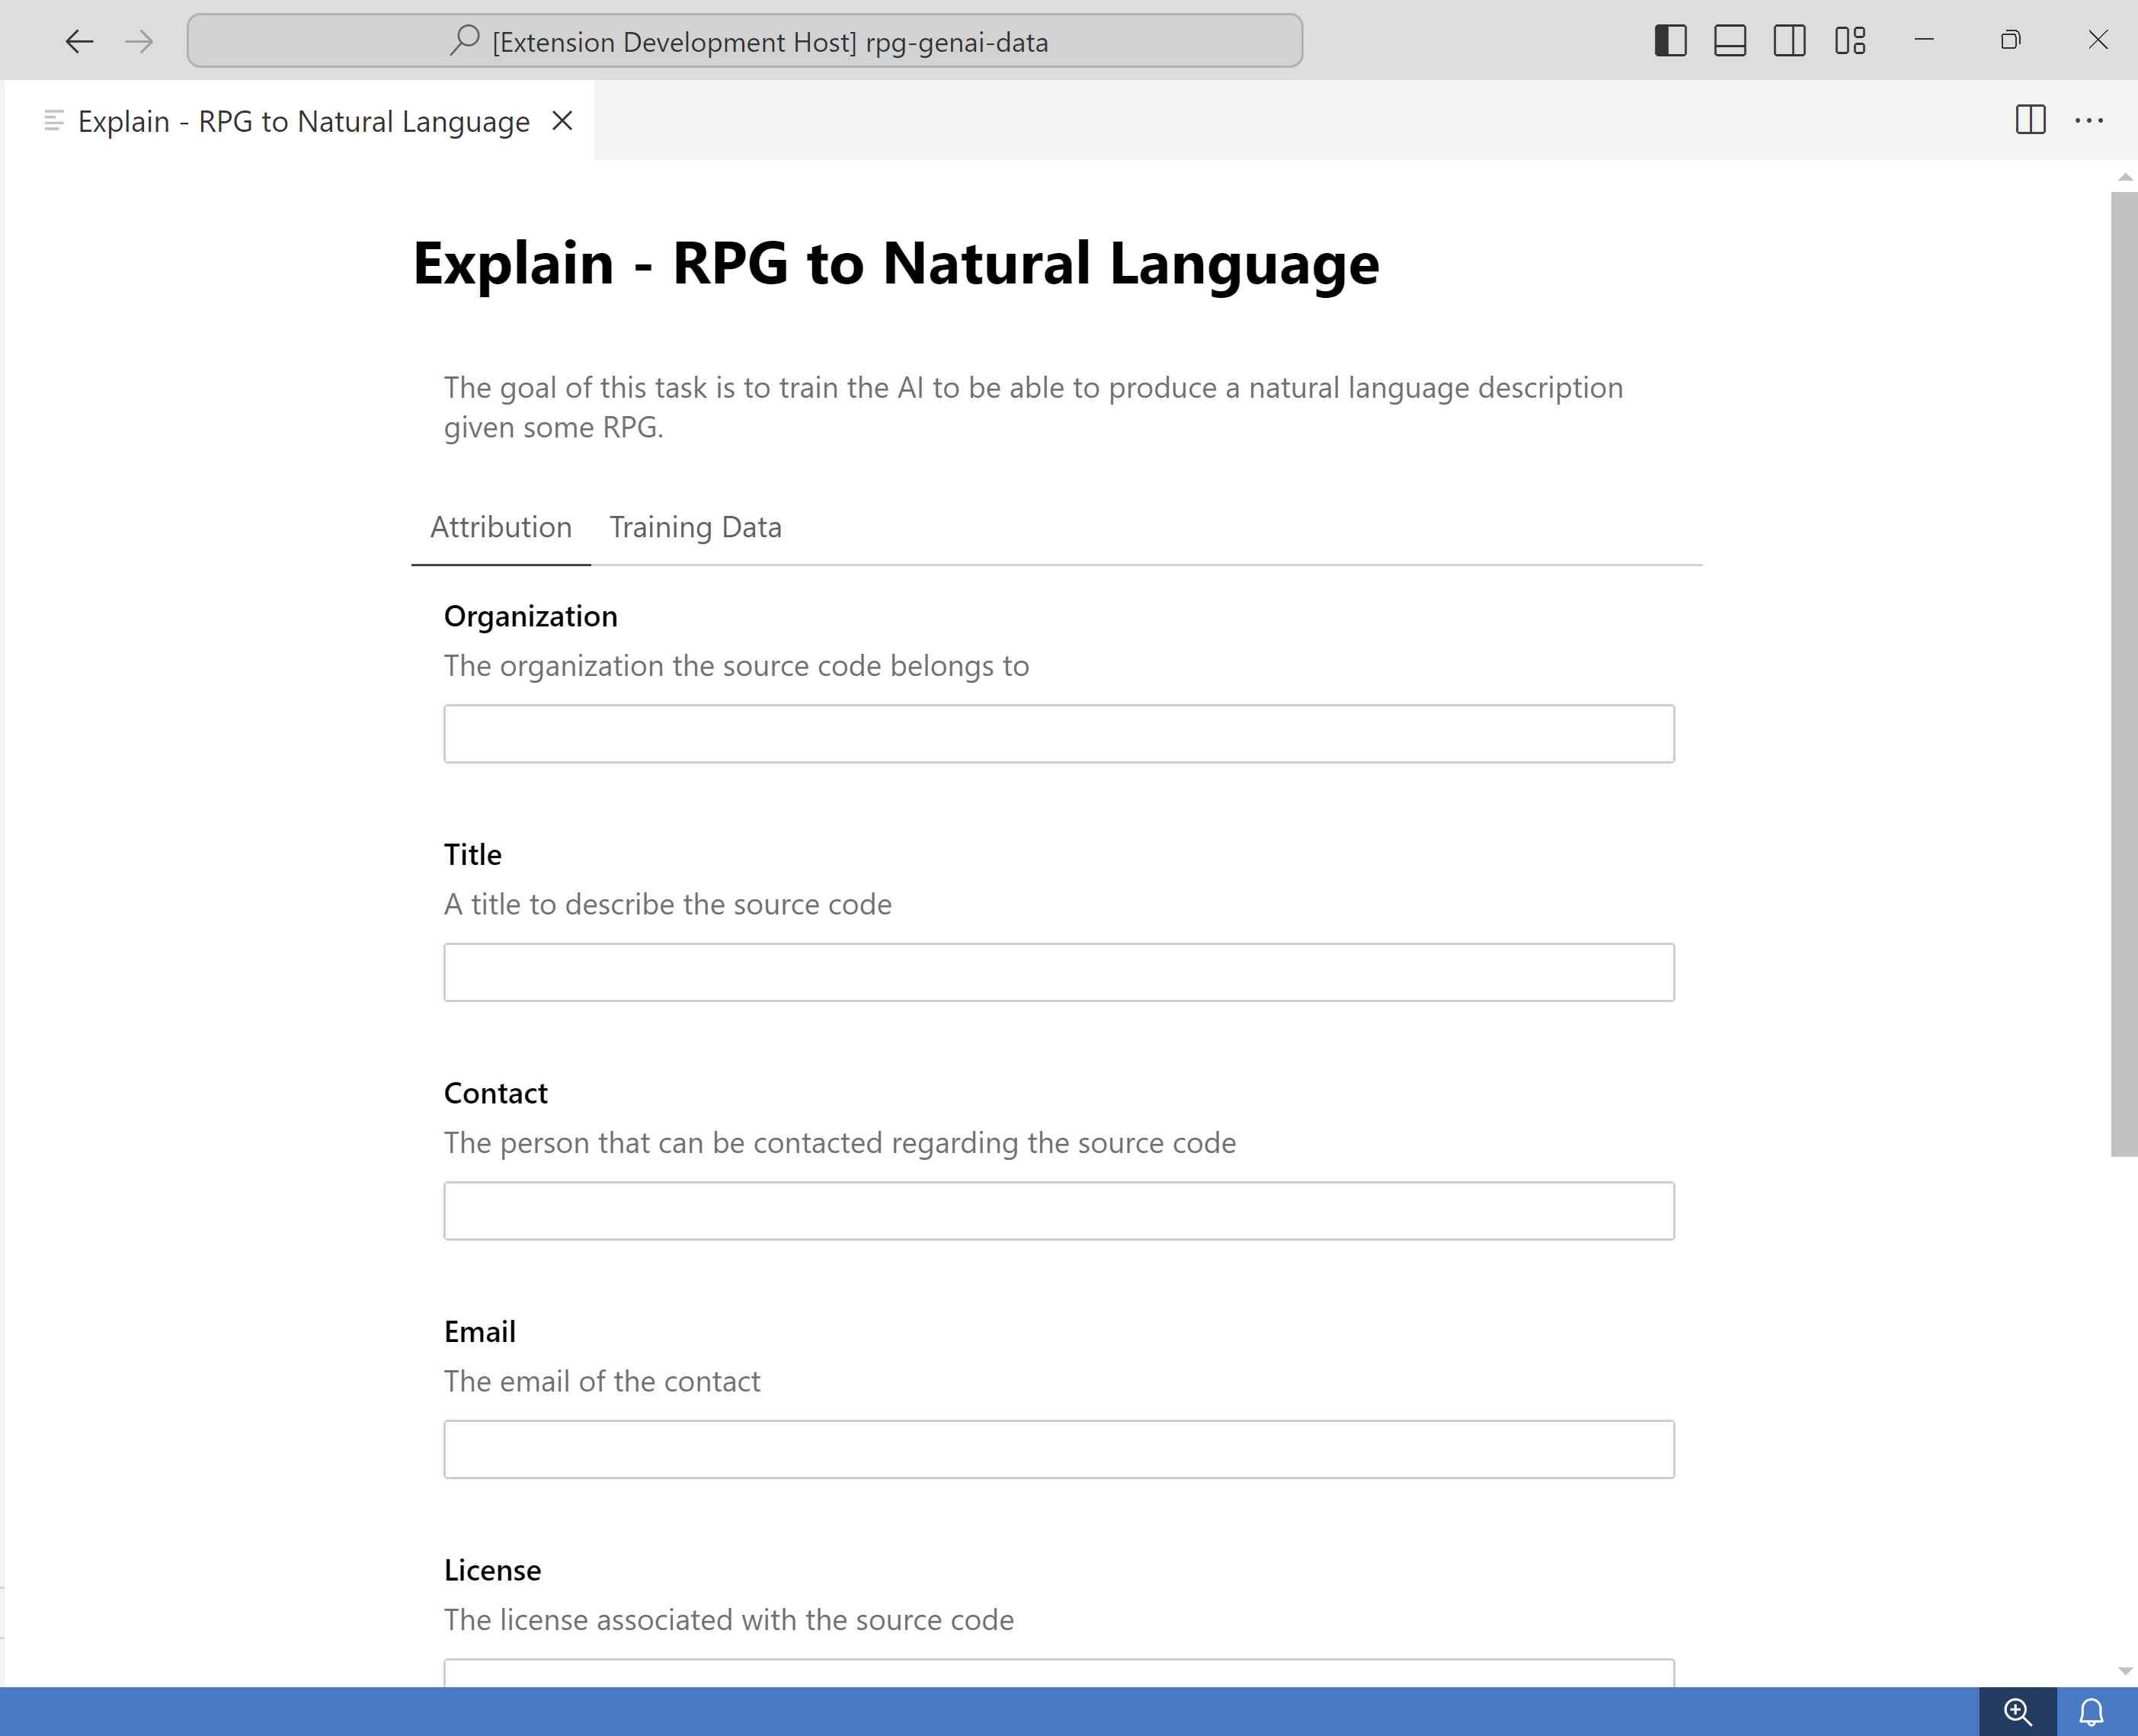 [Extension Development Host] rpg-genai-data
Explain - RPG to Natural Language
Explain - RPG to Natural Language
The goal of this task is to train the AI to be able to produce a natural language description
given some RPG.
Attribution Training Data
Organization
The organization the source code belongs to
Title
A title to describe the source code
Contact
The person that can be contacted regarding the source code
Email
The email of the contact
License
The license associated with the source code